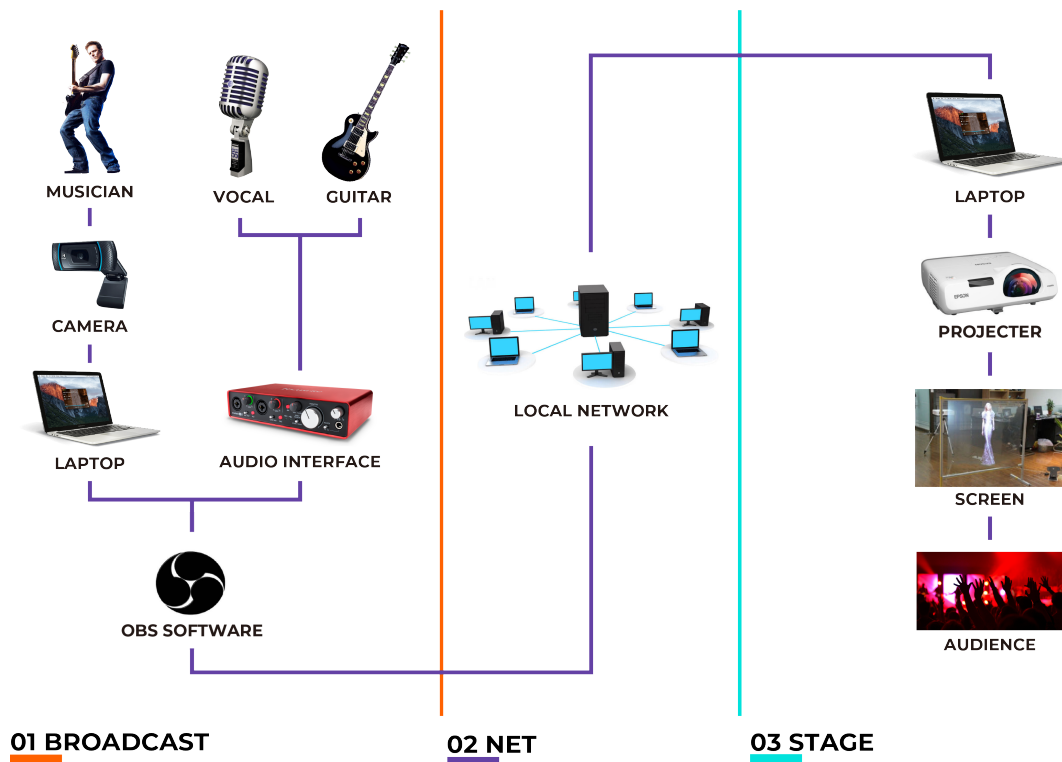 MUSICIAN
VOCAL
GUITAR
CAMERA
LAPTOP
AUDIO INTERFACE
OBS SOFTWARE
LOCAL NETWORK
LAPTOP
EPSON
PROJECTER
SCREEN
AUDIENCE
01 BROADCAST
02 NET
03 STAGE